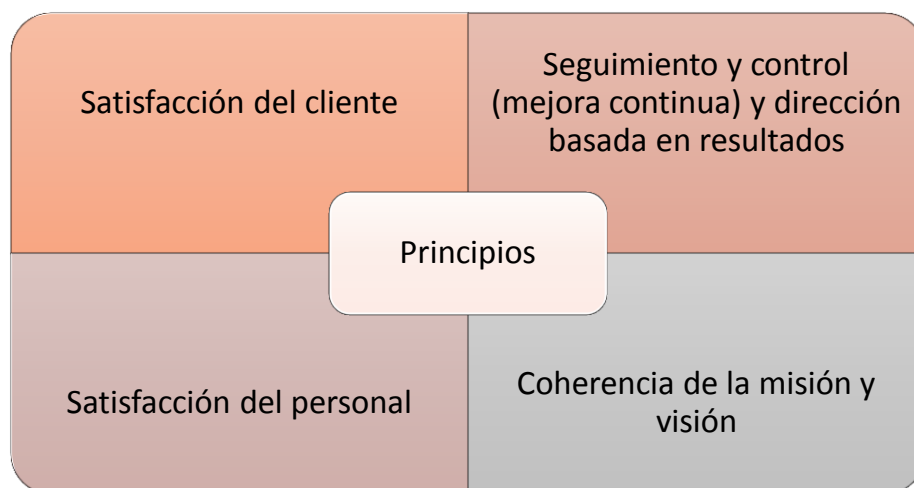 Satisfacción del cliente
Seguimiento y control
(mejora continua) y dirección
basada en resultados
Principios
Satisfacción del personal
Coherencia de la misión y
visión